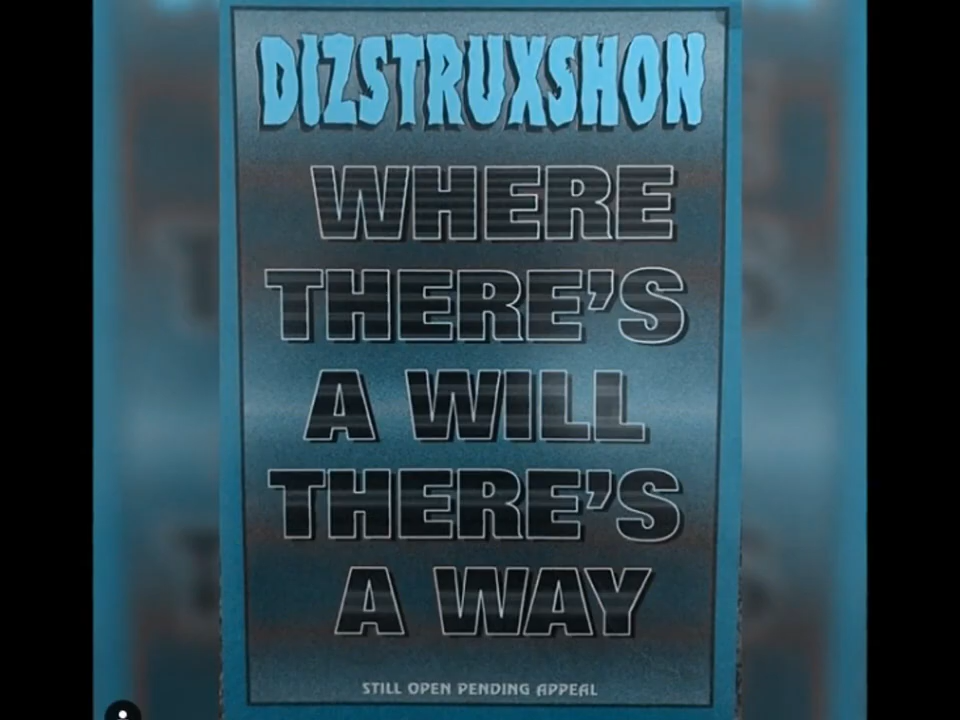 DIZSTRUXSHON
WHERE
THERE'S
A WILL
THERE'S
A WAY
STILL OPEN PENDING APPEAL